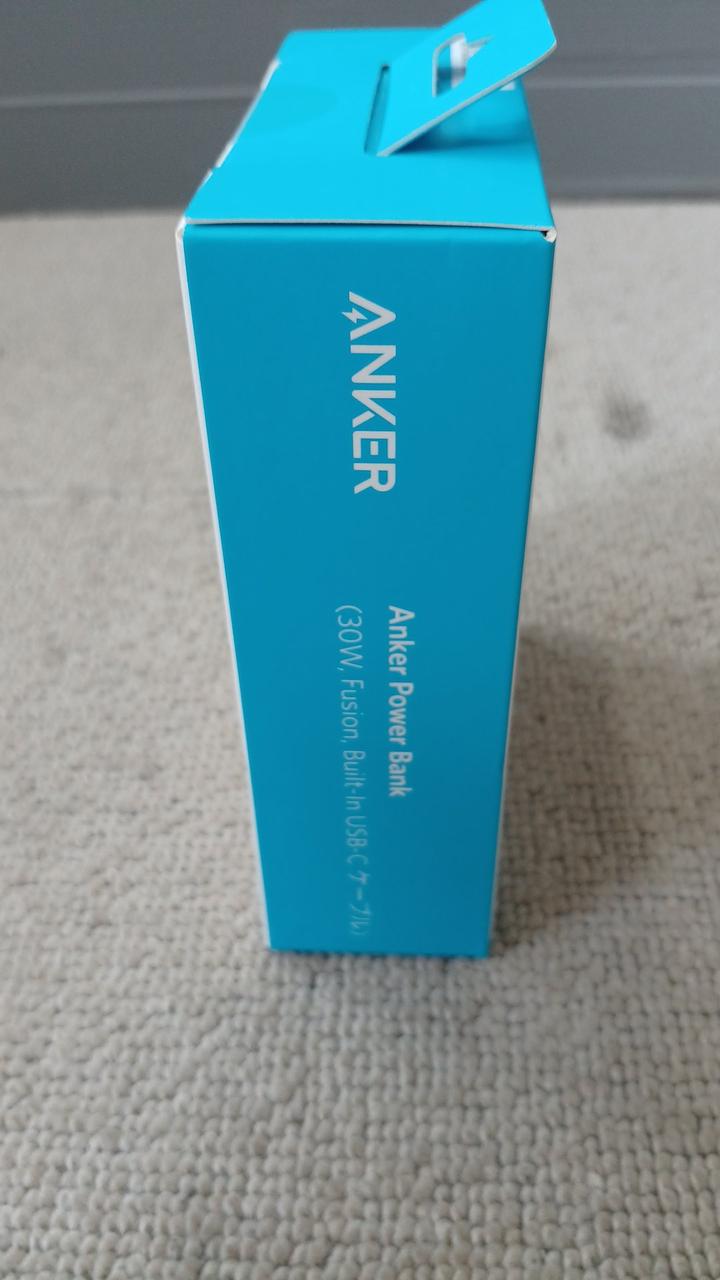 ANKER
Anker Power Bank
(30W, Fusion, Built-In USB-C ケーブル)